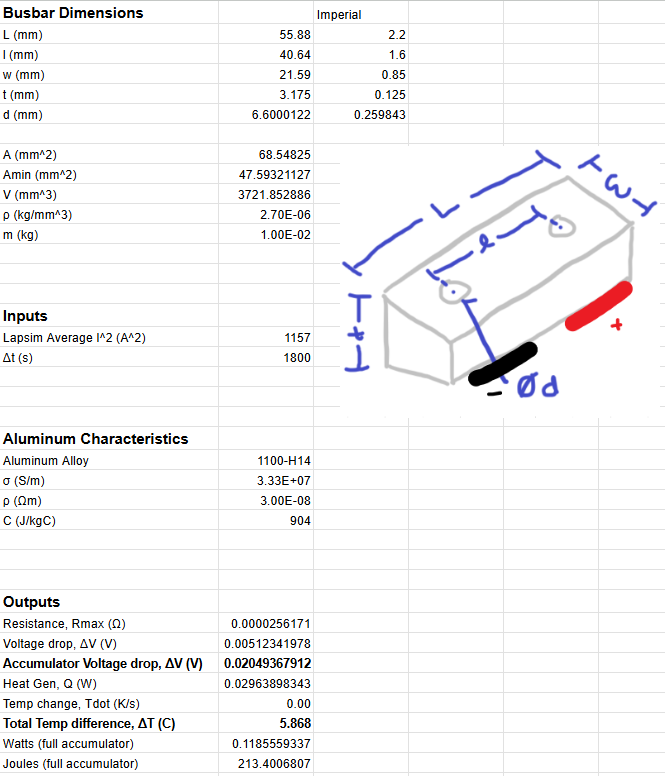 Busbar Dimensions Imperial
L (mm) 55.88 2.2
l (mm) 40.64 1.6
w (mm) 21.59 0.85
t (mm) 3.175 0.125
d (mm) 6.6000122 0.259843
A (mm^2) 68.54825
Amin (mm^2) 47.59321127
V (mm^3) 3721.852886
ρ (kg/mm^3) 2.70E-06
m (kg) 1.00E-02
L
l
w
t
Ød
+
-
Inputs
Lapsim Average I^2 (A^2) 1157
Δt (s) 1800
Aluminum Characteristics
Aluminum Alloy 1100-H14
σ (S/m) 3.33E+07
ρ (Ωm) 3.00E-08
C (J/kgC) 904
Outputs
Resistance, Rmax (Ω) 0.0000256171
Voltage drop, ΔV (V) 0.00512341978
Accumulator Voltage drop, ΔV (V) 0.02049367912
Heat Gen, Q (W) 0.02963898343
Temp change, Tdot (K/s) 0.00
Total Temp difference, ΔT (C) 5.868
Watts (full accumulator) 0.1185559337
Joules (full accumulator) 213.4006807